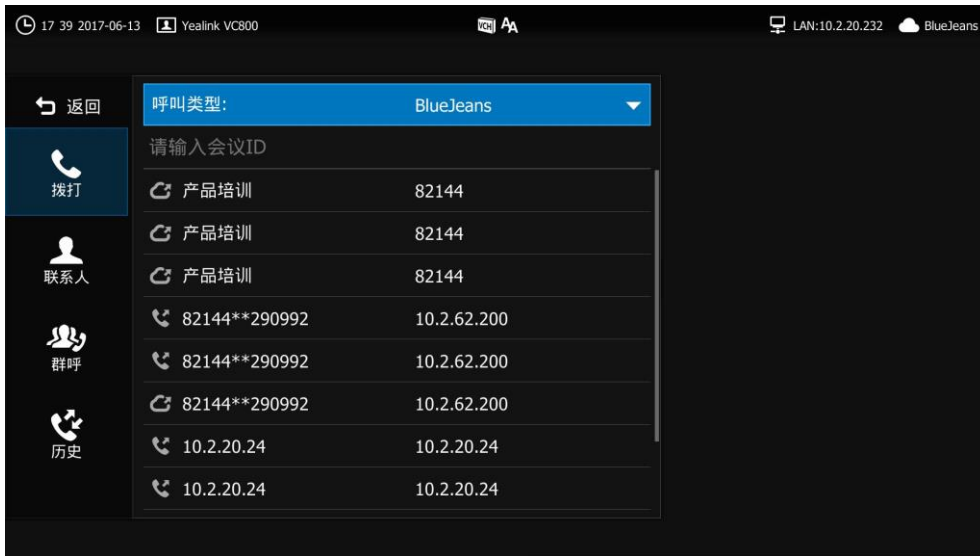 17 39 2017-06-13 Yealink VC800 VCH AA LAN:10.2.20.232 BlueJeans
返回
呼叫类型: BlueJeans
请输入会议ID
拨打
产品培训 82144
产品培训 82144
联系人
产品培训 82144
82144**290992 10.2.62.200
群呼
82144**290992 10.2.62.200
82144**290992 10.2.62.200
历史
10.2.20.24 10.2.20.24
10.2.20.24 10.2.20.24